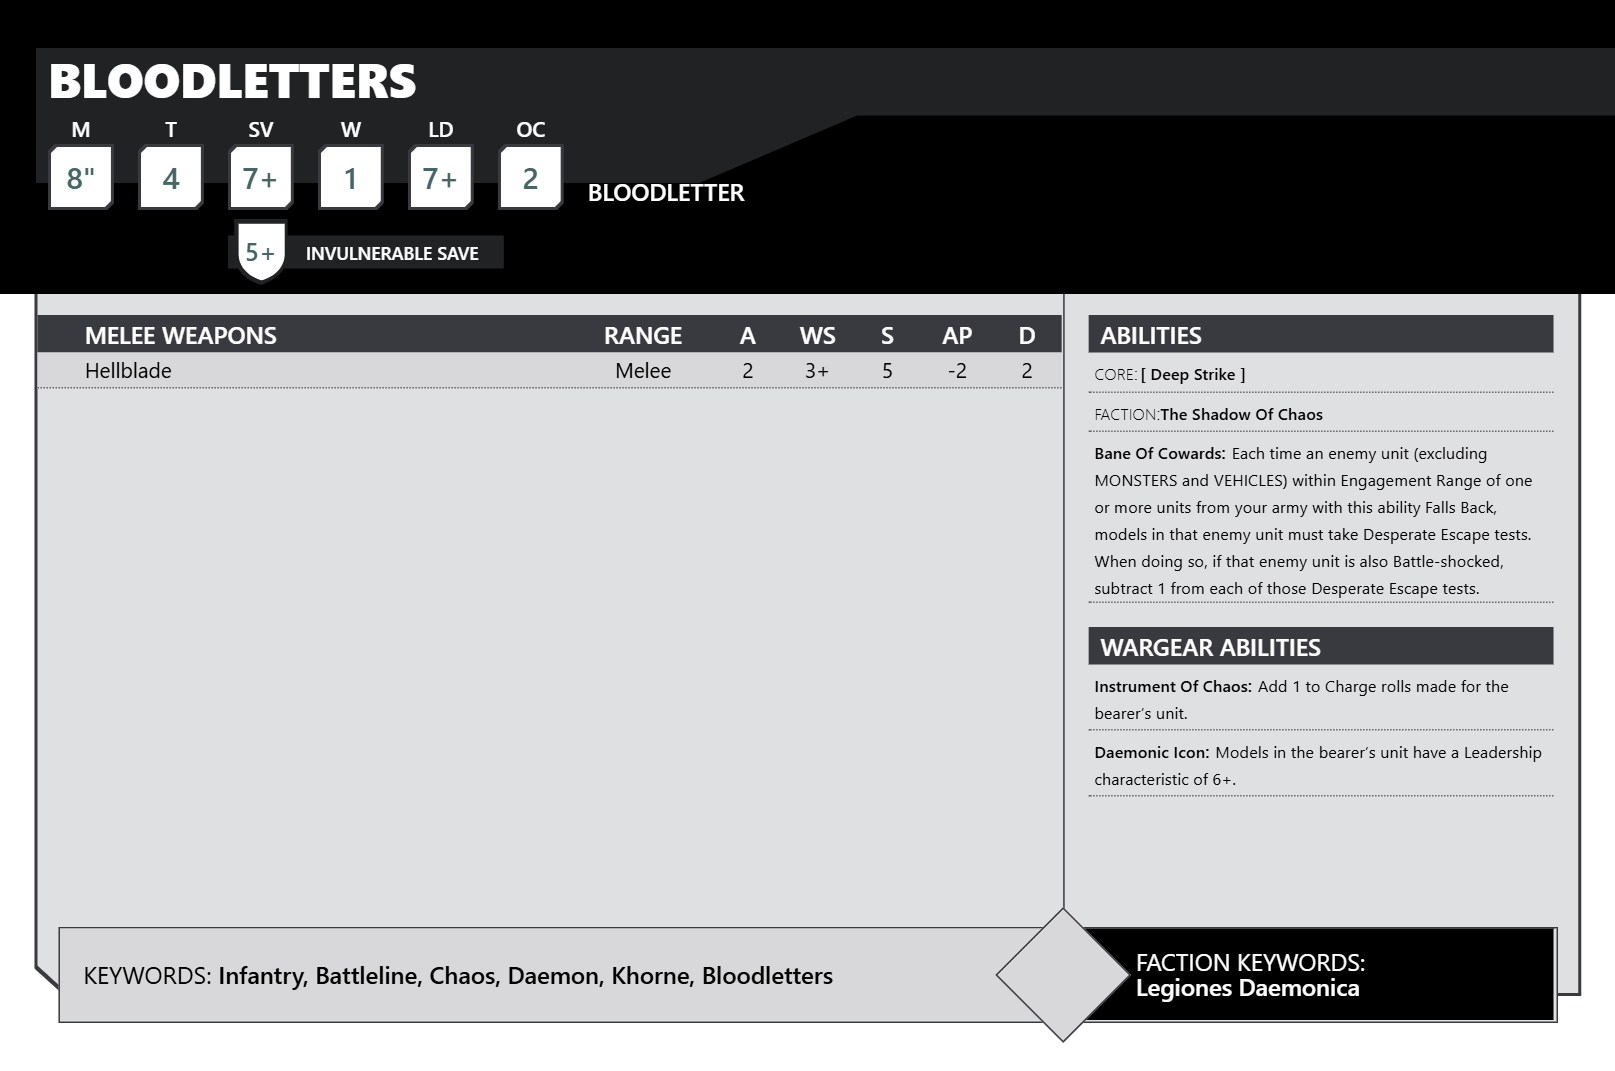 BLOODLETTERS
M T SV W LD OC
8" 4 7+ 1 7+ 2
BLOODLETTER
5+ INVULNERABLE SAVE
MELEE WEAPONS RANGE A WS S AP D
Hellblade Melee 2 3+ 5 -2 2
ABILITIES
CORE: [ Deep Strike ]
FACTION:The Shadow Of Chaos
Bane Of Cowards: Each time an enemy unit (excluding
MONSTERS and VEHICLES) within Engagement Range of one
or more units from your army with this ability Falls Back,
models in that enemy unit must take Desperate Escape tests.
When doing so, if that enemy unit is also Battle-shocked,
subtract 1 from each of those Desperate Escape tests.
WARGEAR ABILITIES
Instrument Of Chaos: Add 1 to Charge rolls made for the
bearer’s unit.
Daemonic Icon: Models in the bearer’s unit have a Leadership
characteristic of 6+.
KEYWORDS: Infantry, Battleline, Chaos, Daemon, Khorne, Bloodletters
FACTION KEYWORDS:
Legiones Daemonica